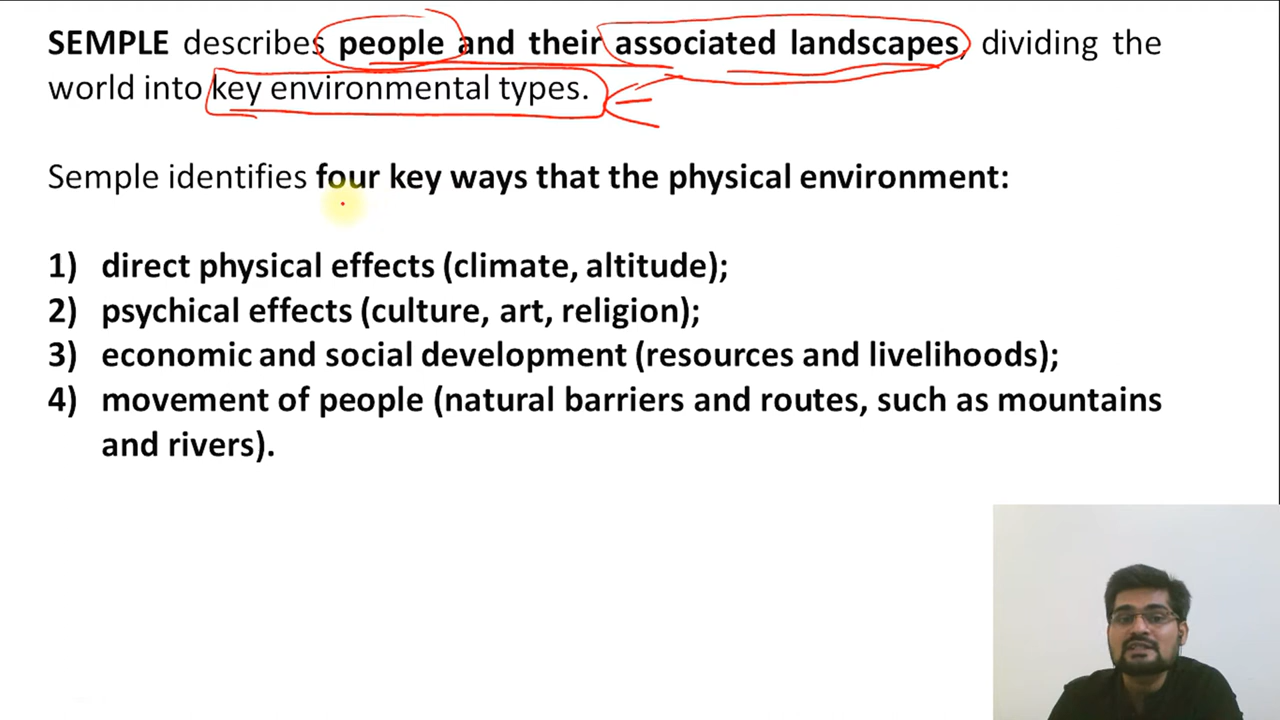 SEMPLE describes people and their associated landscapes, dividing the
world into key environmental types.
Semple identifies four key ways that the physical environment:
1) direct physical effects (climate, altitude);
2) psychical effects (culture, art, religion);
3) economic and social development (resources and livelihoods);
4) movement of people (natural barriers and routes, such as mountains
and rivers).